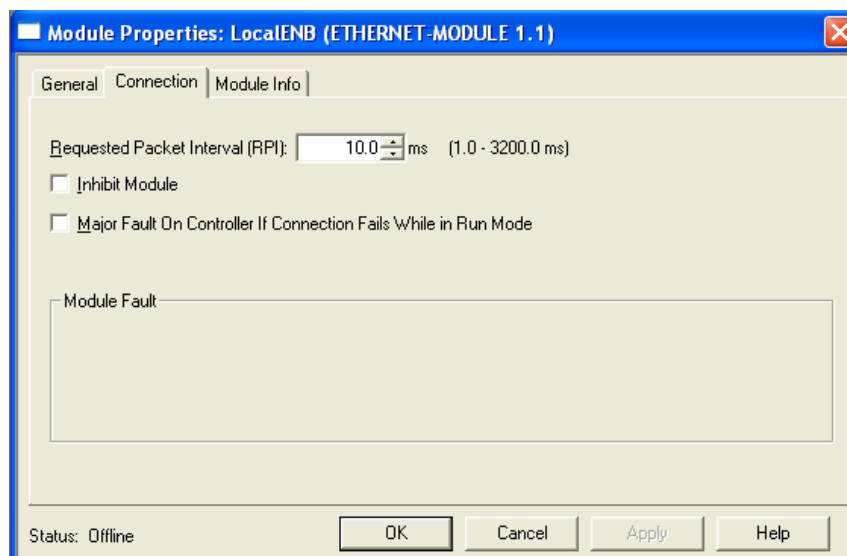 Module Properties: LocalENB (ETHERNET-MODULE 1.1)
General Connection Module Info
Requested Packet Interval (RPI): 10.0 ms (1.0 - 3200.0 ms)
Inhibit Module
Major Fault On Controller If Connection Fails While in Run Mode
Module Fault
Status: Offline OK Cancel Apply Help